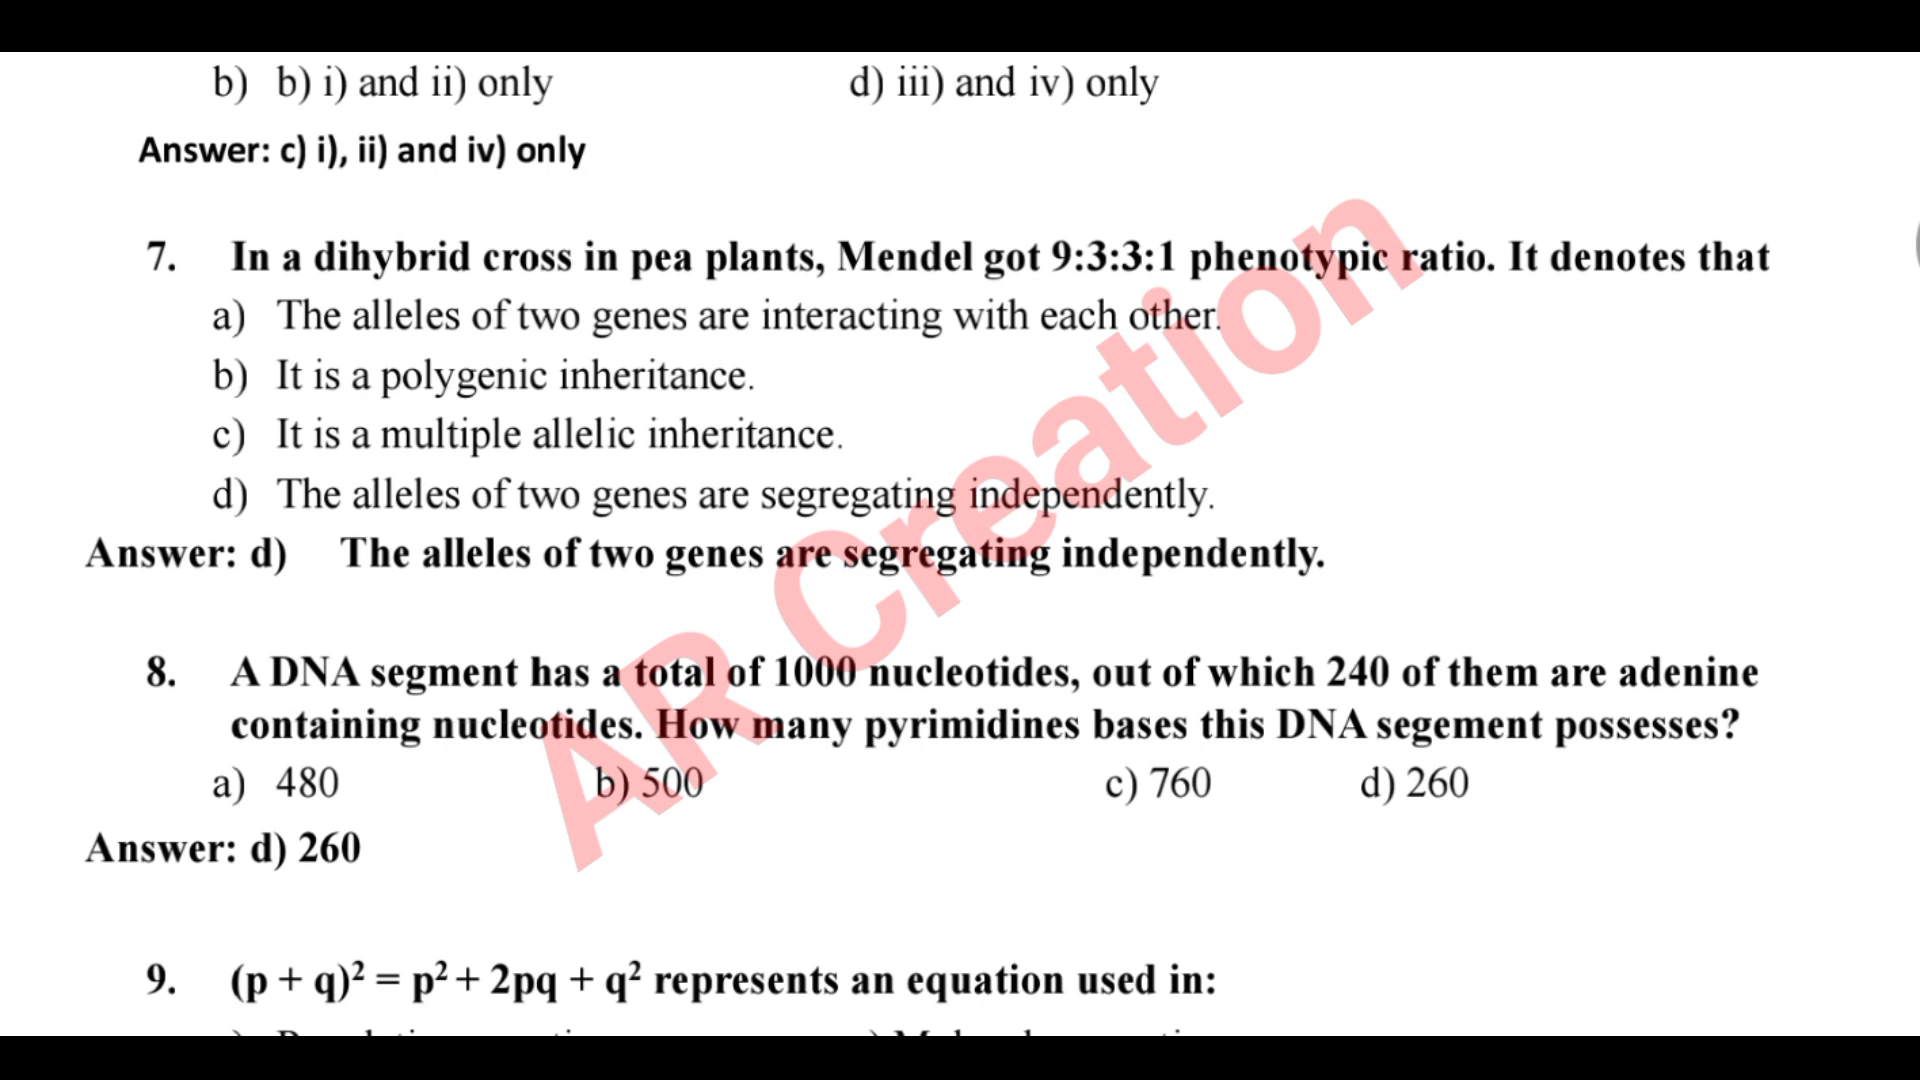 b) b) i) and ii) only d) iii) and iv) only
Answer: c) i), ii) and iv) only
7. In a dihybrid cross in pea plants, Mendel got 9:3:3:1 phenotypic ratio. It denotes that
a) The alleles of two genes are interacting with each other.
b) It is a polygenic inheritance.
c) It is a multiple allelic inheritance.
d) The alleles of two genes are segregating independently.
Answer: d) The alleles of two genes are segregating independently.
8. A DNA segment has a total of 1000 nucleotides, out of which 240 of them are adenine
containing nucleotides. How many pyrimidines bases this DNA segement possesses?
a) 480 b) 500 c) 760 d) 260
Answer: d) 260
9. (p + q)² = p² + 2pq + q² represents an equation used in:
AR Creation